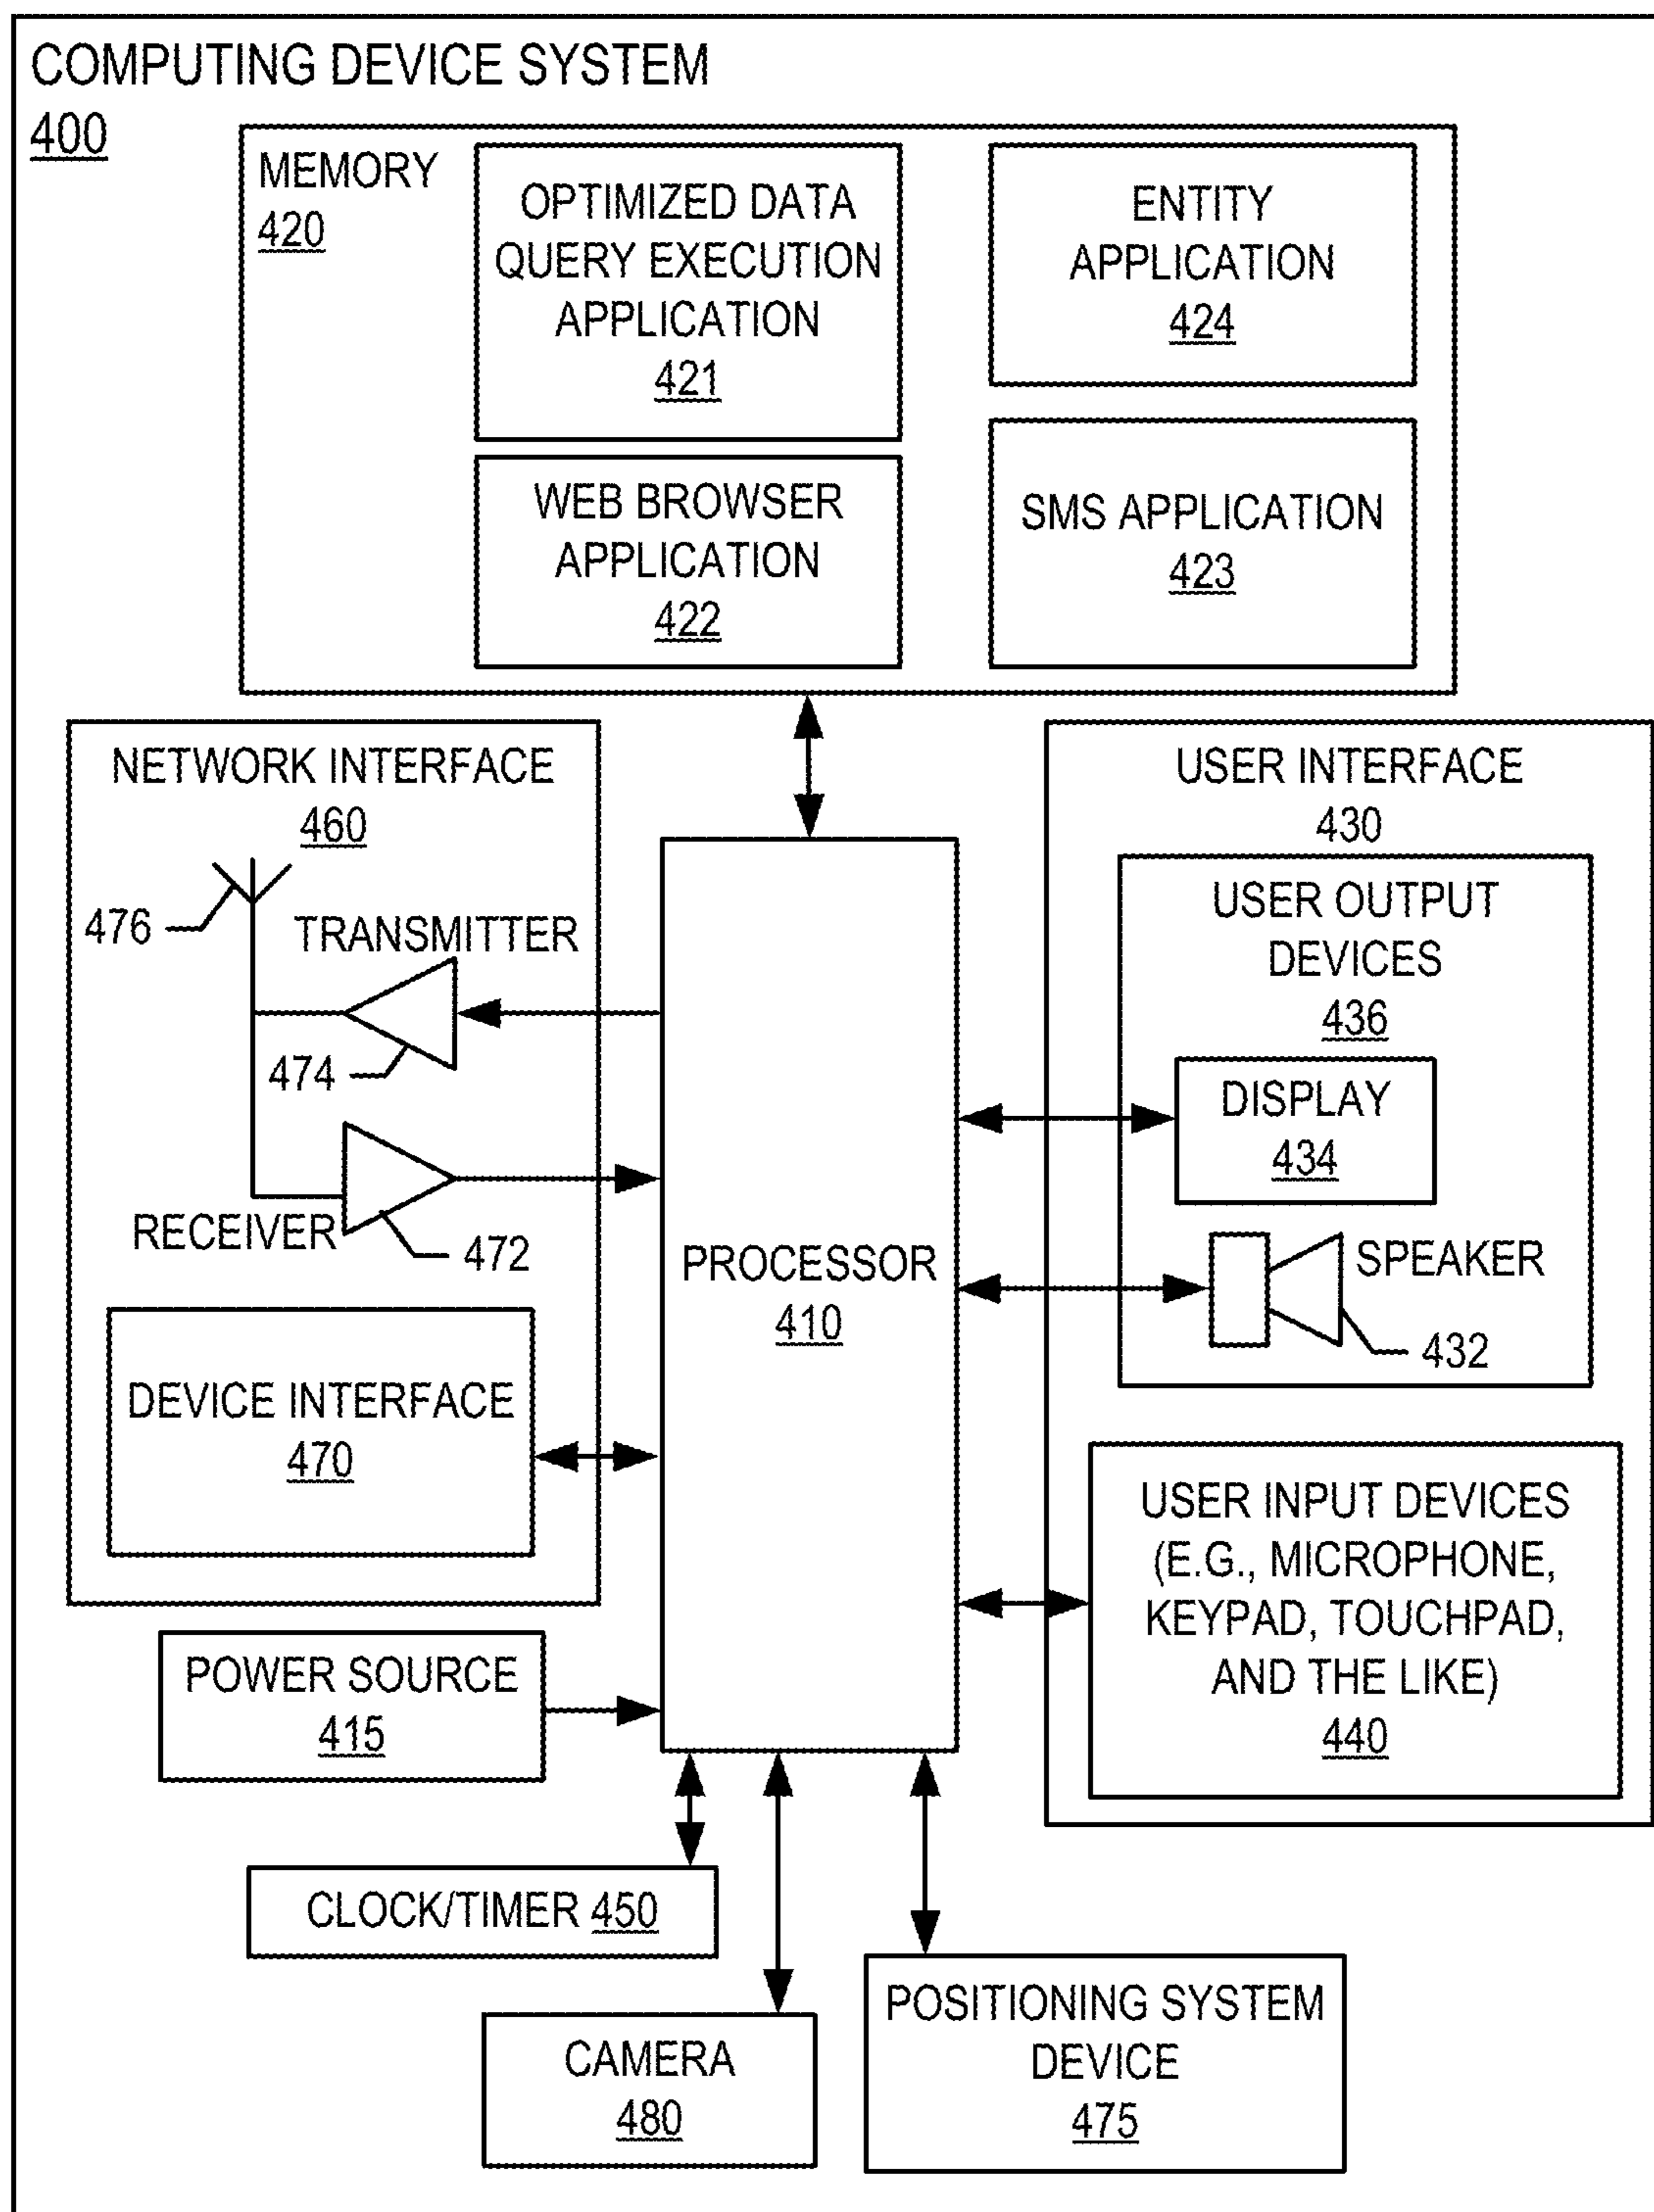 COMPUTING DEVICE SYSTEM
400
MEMORY
420
OPTIMIZED DATA
QUERY EXECUTION
APPLICATION
421
ENTITY
APPLICATION
424
WEB BROWSER
APPLICATION
422
SMS APPLICATION
423
NETWORK INTERFACE
460
476
TRANSMITTER
474
RECEIVER
472
DEVICE INTERFACE
470
PROCESSOR
410
USER INTERFACE
430
USER OUTPUT
DEVICES
436
DISPLAY
434
SPEAKER
432
USER INPUT DEVICES
(E.G., MICROPHONE,
KEYPAD, TOUCHPAD,
AND THE LIKE)
440
POWER SOURCE
415
CLOCK/TIMER 450
CAMERA
480
POSITIONING SYSTEM
DEVICE
475